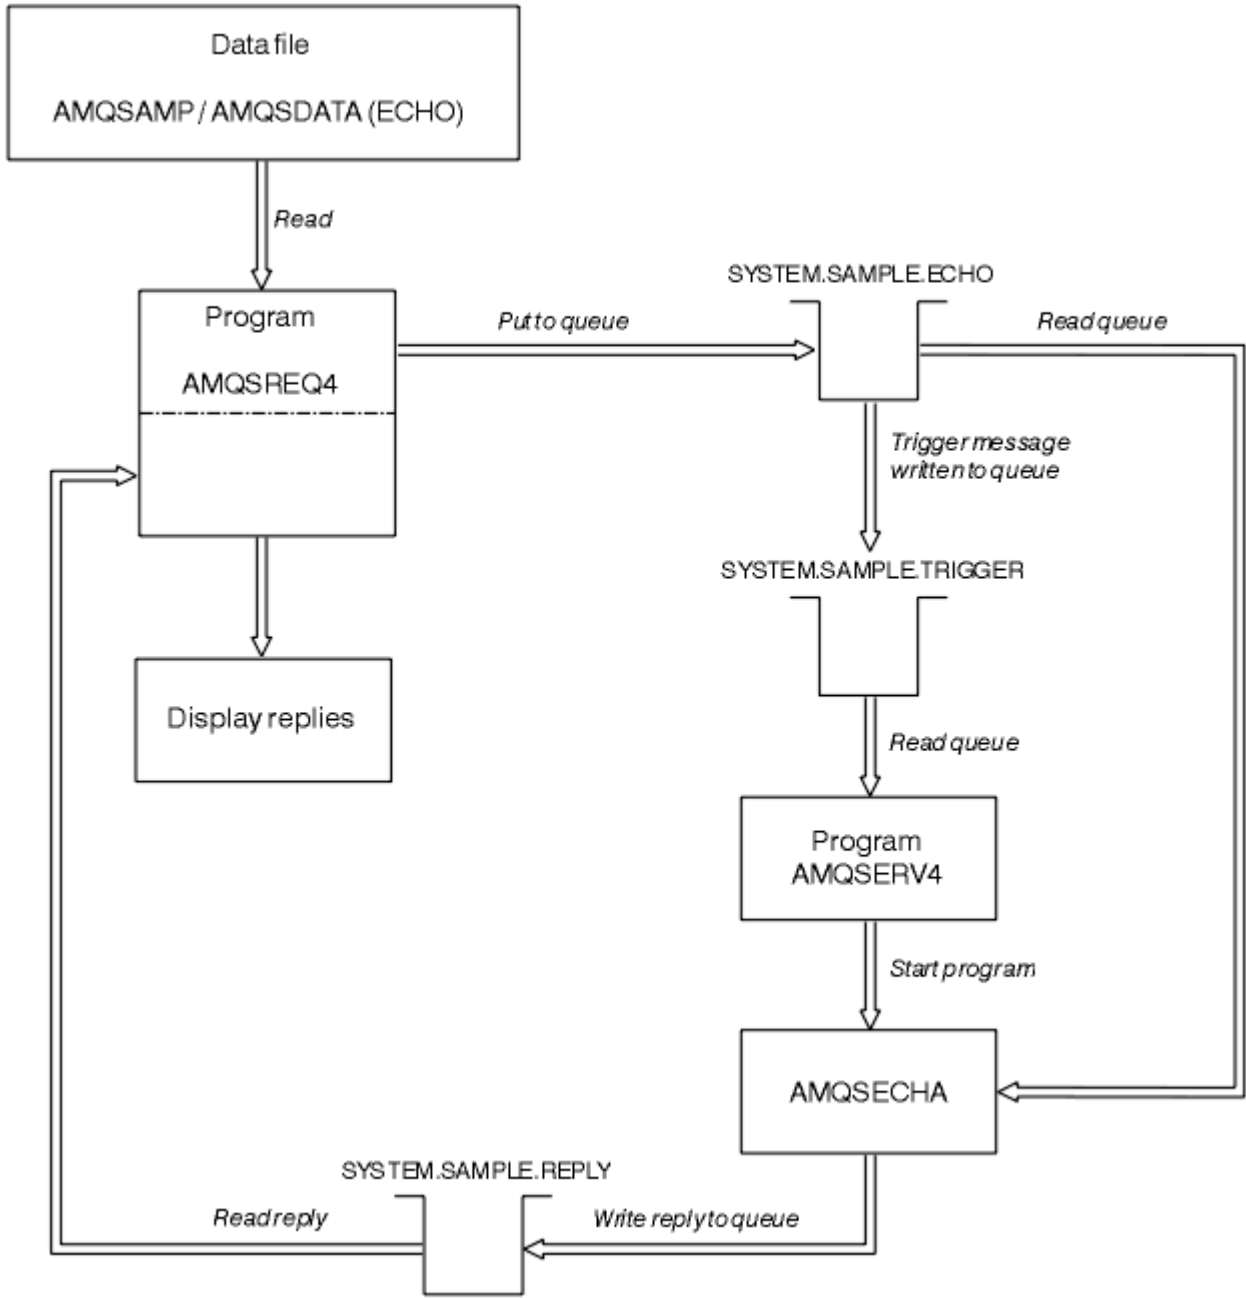 Data file
AMQSAMP / AMQSDATA (ECHO)
Read
Program
AMQSREQ4
Put to queue
SYSTEM.SAMPLE.ECHO
Read queue
Trigger message
written to queue
SYSTEM.SAMPLE.TRIGGER
Display replies
Read queue
Program
AMQSERV4
Start program
AMQSECHA
SYSTEM.SAMPLE.REPLY
Read reply
Write reply to queue